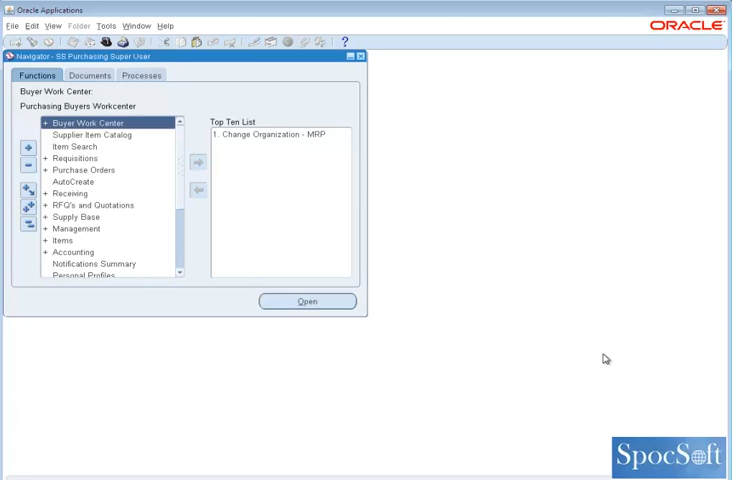 Oracle Applications
File Edit View Folder Tools Window Help
ORACLE
Navigator - SS Purchasing Super User
Functions Documents Processes
Buyer Work Center:
Purchasing Buyers Workcenter
Top Ten List
+ Buyer Work Center
Supplier Item Catalog
Item Search
+ Requisitions
+ Purchase Orders
AutoCreate
+ Receiving
+ RFQ's and Quotations
+ Supply Base
+ Management
+ Items
+ Accounting
Notifications Summary
Personal Profiles
1. Change Organization - MRP
Open
SpocSoft